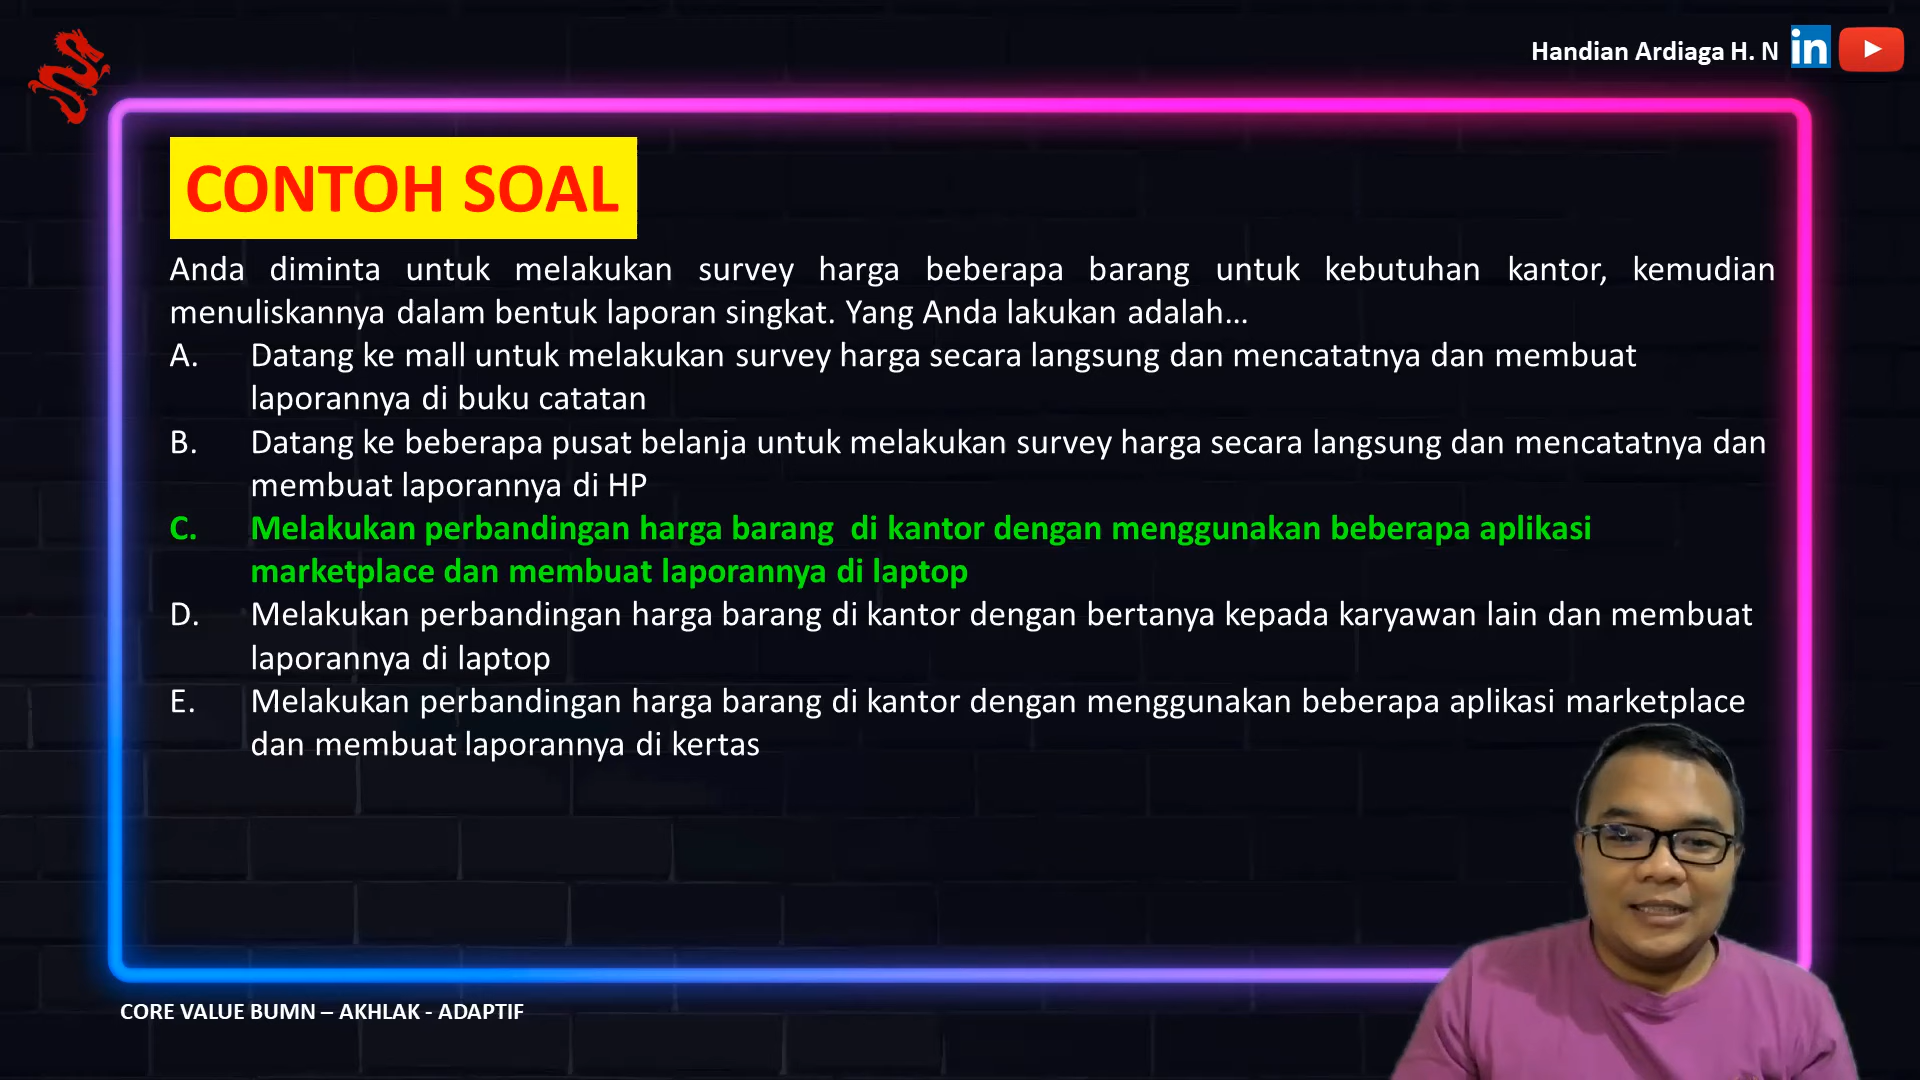 Handian Ardiaga H. N
in
CONTOH SOAL
Anda diminta untuk melakukan survey harga beberapa barang untuk kebutuhan kantor, kemudian
menuliskannya dalam bentuk laporan singkat. Yang Anda lakukan adalah...
A. Datang ke mall untuk melakukan survey harga secara langsung dan mencatatnya dan membuat
laporannya di buku catatan
B. Datang ke beberapa pusat belanja untuk melakukan survey harga secara langsung dan mencatatnya dan
membuat laporannya di HP
C. Melakukan perbandingan harga barang di kantor dengan menggunakan beberapa aplikasi
marketplace dan membuat laporannya di laptop
D. Melakukan perbandingan harga barang di kantor dengan bertanya kepada karyawan lain dan membuat
laporannya di laptop
E. Melakukan perbandingan harga barang di kantor dengan menggunakan beberapa aplikasi marketplace
dan membuat laporannya di kertas
CORE VALUE BUMN – AKHLAK - ADAPTIF